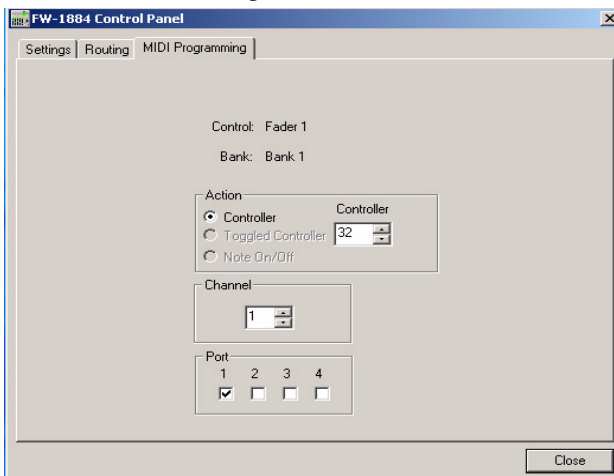 FW-1884 Control Panel
Settings Routing MIDI Programming
Control: Fader 1
Bank: Bank 1
Action
Controller Controller
Toggled Controller 32
Note On/Off
Channel
1
Port
1 2 3 4
Close